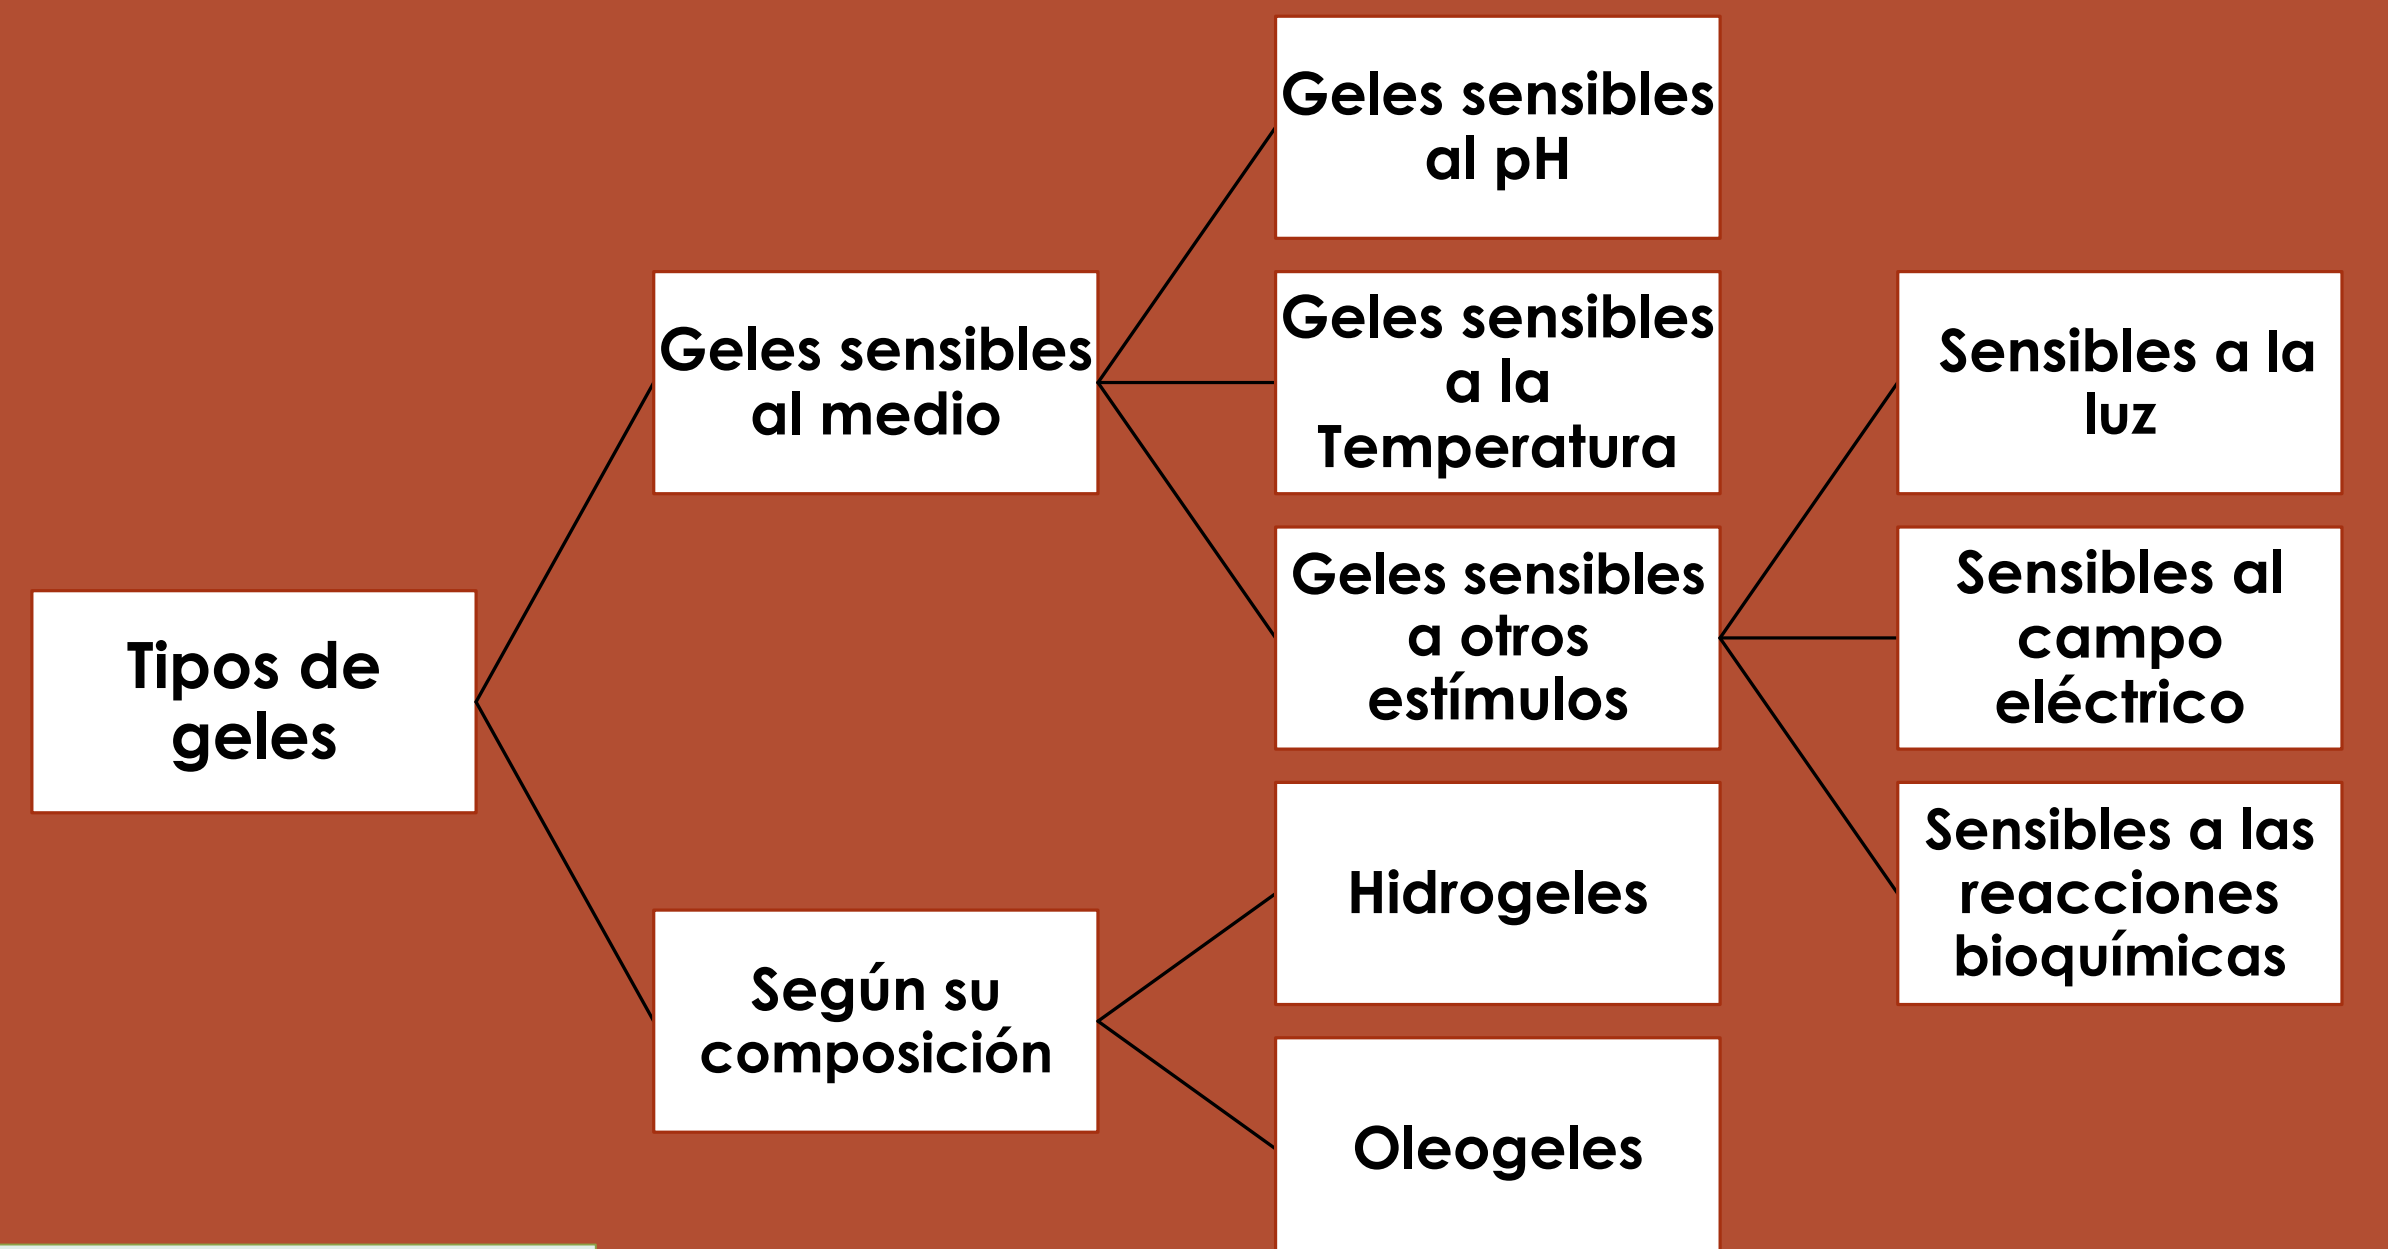 Tipos de
geles
Geles sensibles
al medio
Geles sensibles
al pH
Geles sensibles
a la
Temperatura
Geles sensibles
a otros
estímulos
Sensibles a la
luz
Sensibles al
campo
eléctrico
Sensibles a las
reacciones
bioquímicas
Según su
composición
Hidrogeles
Oleogeles